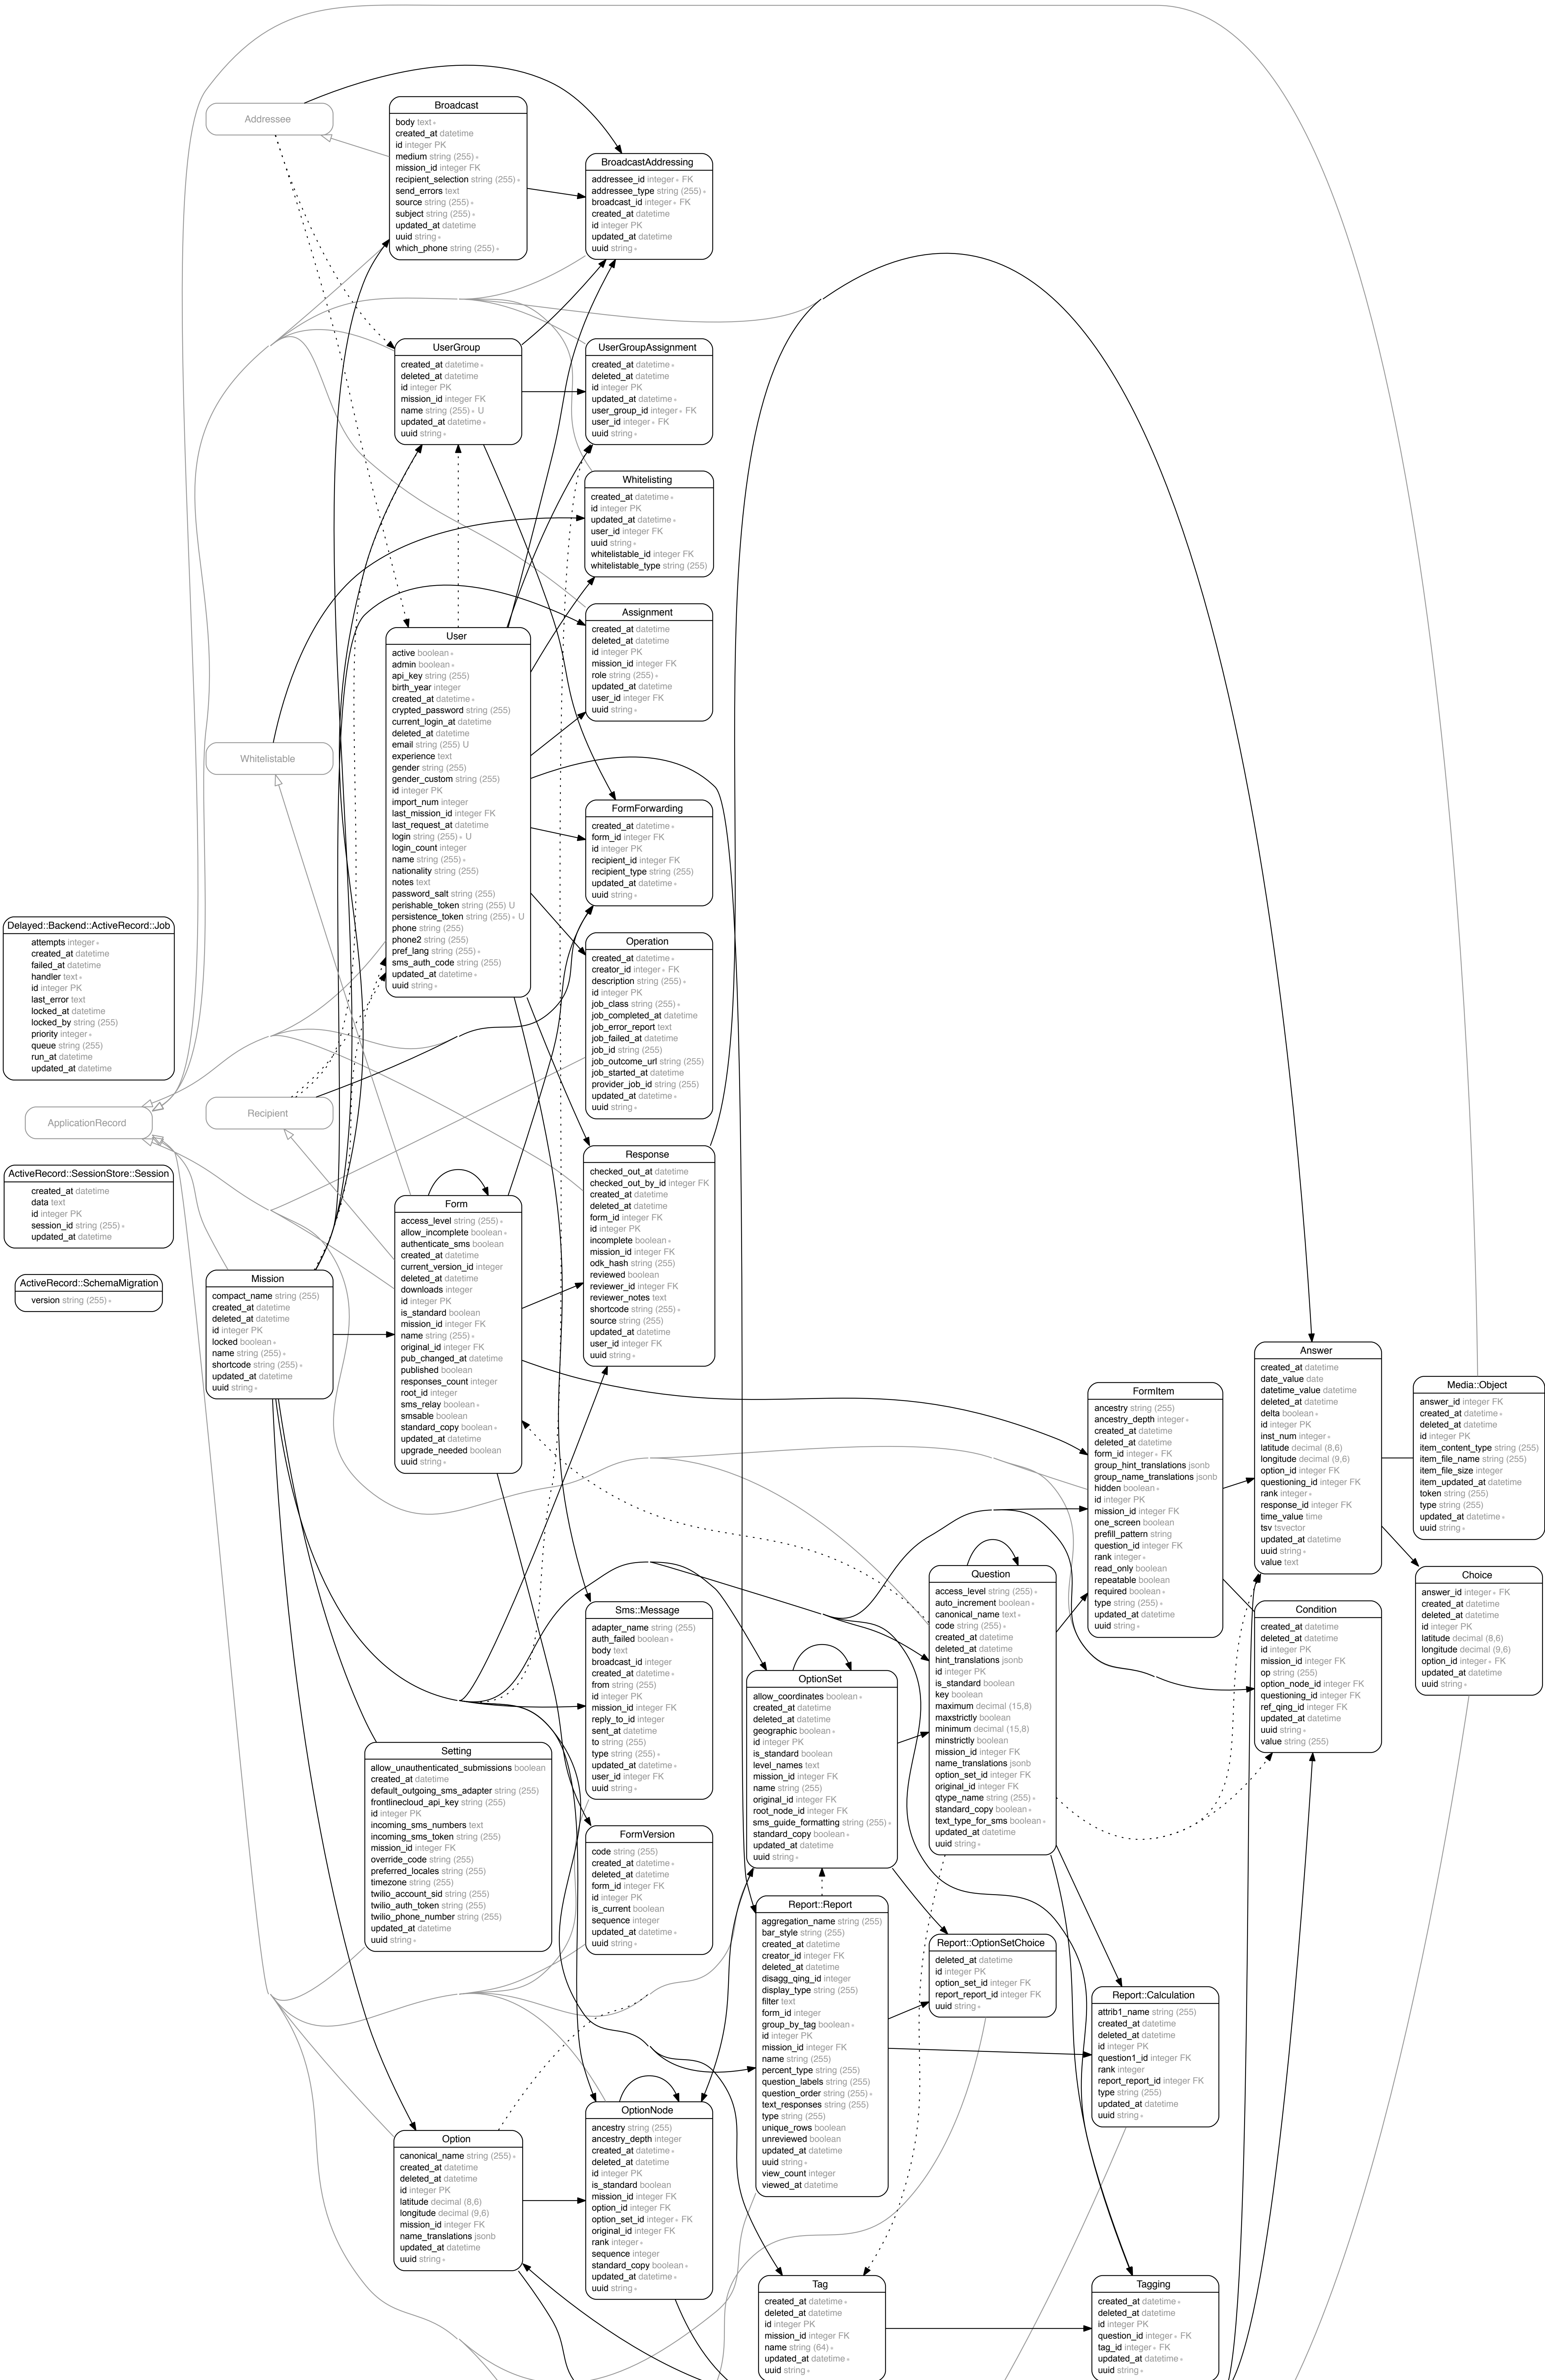 Addressee
Broadcast
body text ∗
created_at datetime
id integer PK
medium string (255) ∗
mission_id integer FK
recipient_selection string (255) ∗
send_errors text
source string (255) ∗
subject string (255) ∗
updated_at datetime
uuid string ∗
which_phone string (255) ∗
BroadcastAddressing
addressee_id integer ∗ FK
addressee_type string (255) ∗
broadcast_id integer ∗ FK
created_at datetime
id integer PK
updated_at datetime
uuid string ∗
UserGroup
created_at datetime ∗
deleted_at datetime
id integer PK
mission_id integer FK
name string (255) ∗ U
updated_at datetime ∗
uuid string ∗
UserGroupAssignment
created_at datetime ∗
deleted_at datetime
id integer PK
updated_at datetime ∗
user_group_id integer ∗ FK
user_id integer ∗ FK
uuid string ∗
Whitelisting
created_at datetime ∗
id integer PK
updated_at datetime ∗
user_id integer FK
uuid string ∗
whitelistable_id integer FK
whitelistable_type string (255)
Assignment
created_at datetime
deleted_at datetime
id integer PK
mission_id integer FK
role string (255) ∗
updated_at datetime
user_id integer FK
uuid string ∗
User
active boolean ∗
admin boolean ∗
api_key string (255)
birth_year integer
created_at datetime ∗
crypted_password string (255)
current_login_at datetime
deleted_at datetime
email string (255) U
experience text
gender string (255)
gender_custom string (255)
id integer PK
import_num integer
last_mission_id integer FK
last_request_at datetime
login string (255) ∗ U
login_count integer
name string (255) ∗
nationality string (255)
notes text
password_salt string (255)
perishable_token string (255) U
persistence_token string (255) ∗ U
phone string (255)
phone2 string (255)
pref_lang string (255) ∗
sms_auth_code string (255)
updated_at datetime ∗
uuid string ∗
Whitelistable
FormForwarding
created_at datetime ∗
form_id integer FK
id integer PK
recipient_id integer FK
recipient_type string (255)
updated_at datetime ∗
uuid string ∗
Operation
created_at datetime ∗
creator_id integer ∗ FK
description string (255) ∗
id integer PK
job_class string (255) ∗
job_completed_at datetime
job_error_report text
job_failed_at datetime
job_id string (255)
job_outcome_url string (255)
job_started_at datetime
provider_job_id string (255)
updated_at datetime ∗
uuid string ∗
Delayed::Backend::ActiveRecord::Job
attempts integer ∗
created_at datetime
failed_at datetime
handler text ∗
id integer PK
last_error text
locked_at datetime
locked_by string (255)
priority integer ∗
queue string (255)
run_at datetime
updated_at datetime
ApplicationRecord
Recipient
ActiveRecord::SessionStore::Session
created_at datetime
data text
id integer PK
session_id string (255) ∗
updated_at datetime
ActiveRecord::SchemaMigration
version string (255) ∗
Mission
compact_name string (255)
created_at datetime
deleted_at datetime
id integer PK
locked boolean ∗
name string (255) ∗
shortcode string (255) ∗
updated_at datetime
uuid string ∗
Form
access_level string (255) ∗
allow_incomplete boolean ∗
authenticate_sms boolean
created_at datetime
current_version_id integer
deleted_at datetime
downloads integer
id integer PK
is_standard boolean
mission_id integer FK
name string (255) ∗
original_id integer FK
pub_changed_at datetime
published boolean
responses_count integer
root_id integer
sms_relay boolean ∗
smsable boolean
standard_copy boolean ∗
updated_at datetime
upgrade_needed boolean
uuid string ∗
Response
checked_out_at datetime
checked_out_by_id integer FK
created_at datetime
deleted_at datetime
form_id integer FK
id integer PK
incomplete boolean ∗
mission_id integer FK
odk_hash string (255)
reviewed boolean
reviewer_id integer FK
reviewer_notes text
shortcode string (255) ∗
source string (255)
updated_at datetime
user_id integer FK
uuid string ∗
FormItem
ancestry string (255)
ancestry_depth integer ∗
created_at datetime
deleted_at datetime
form_id integer ∗ FK
group_hint_translations jsonb
group_name_translations jsonb
hidden boolean ∗
id integer PK
mission_id integer FK
one_screen boolean
prefill_pattern string
question_id integer FK
rank integer ∗
read_only boolean
repeatable boolean
required boolean ∗
type string (255) ∗
updated_at datetime
uuid string ∗
Answer
created_at datetime
date_value date
datetime_value datetime
deleted_at datetime
delta boolean ∗
id integer PK
inst_num integer ∗
latitude decimal (8,6)
longitude decimal (9,6)
option_id integer FK
questioning_id integer FK
rank integer ∗
response_id integer FK
time_value time
tsv tsvector
updated_at datetime
uuid string ∗
value text
Media::Object
answer_id integer FK
created_at datetime ∗
deleted_at datetime
id integer PK
item_content_type string (255)
item_file_name string (255)
item_file_size integer
item_updated_at datetime
token string (255)
type string (255)
updated_at datetime ∗
uuid string ∗
Choice
answer_id integer ∗ FK
created_at datetime
deleted_at datetime
id integer PK
latitude decimal (8,6)
longitude decimal (9,6)
option_id integer ∗ FK
updated_at datetime
uuid string ∗
Condition
created_at datetime
deleted_at datetime
id integer PK
mission_id integer FK
op string (255)
option_node_id integer FK
questioning_id integer FK
ref_qing_id integer FK
updated_at datetime
uuid string ∗
value string (255)
Question
access_level string (255) ∗
auto_increment boolean ∗
canonical_name text ∗
code string (255) ∗
created_at datetime
deleted_at datetime
hint_translations jsonb
id integer PK
is_standard boolean
key boolean
maximum decimal (15,8)
maxstrictly boolean
minimum decimal (15,8)
minstrictly boolean
mission_id integer FK
name_translations jsonb
option_set_id integer FK
original_id integer FK
qtype_name string (255) ∗
standard_copy boolean ∗
text_type_for_sms boolean ∗
updated_at datetime
uuid string ∗
Sms::Message
adapter_name string (255)
auth_failed boolean ∗
body text
broadcast_id integer
created_at datetime ∗
from string (255)
id integer PK
mission_id integer FK
reply_to_id integer
sent_at datetime
to string (255)
type string (255) ∗
updated_at datetime ∗
user_id integer FK
uuid string ∗
OptionSet
allow_coordinates boolean ∗
created_at datetime
deleted_at datetime
geographic boolean ∗
id integer PK
is_standard boolean
level_names text
mission_id integer FK
name string (255)
original_id integer FK
root_node_id integer FK
sms_guide_formatting string (255) ∗
standard_copy boolean ∗
updated_at datetime
uuid string ∗
Setting
allow_unauthenticated_submissions boolean
created_at datetime
default_outgoing_sms_adapter string (255)
frontlinecloud_api_key string (255)
id integer PK
incoming_sms_numbers text
incoming_sms_token string (255)
mission_id integer FK
override_code string (255)
preferred_locales string (255)
timezone string (255)
twilio_account_sid string (255)
twilio_auth_token string (255)
twilio_phone_number string (255)
updated_at datetime
uuid string ∗
FormVersion
code string (255)
created_at datetime ∗
deleted_at datetime
form_id integer FK
id integer PK
is_current boolean
sequence integer
updated_at datetime ∗
uuid string ∗
Report::Report
aggregation_name string (255)
bar_style string (255)
created_at datetime
creator_id integer FK
deleted_at datetime
disagg_qing_id integer
display_type string (255)
filter text
form_id integer
group_by_tag boolean ∗
id integer PK
mission_id integer FK
name string (255)
percent_type string (255)
question_labels string (255)
question_order string (255) ∗
text_responses string (255)
type string (255)
unique_rows boolean
unreviewed boolean
updated_at datetime
uuid string ∗
view_count integer
viewed_at datetime
Report::OptionSetChoice
deleted_at datetime
id integer PK
option_set_id integer FK
report_report_id integer FK
uuid string ∗
Report::Calculation
attrib1_name string (255)
created_at datetime
deleted_at datetime
id integer PK
question1_id integer FK
rank integer
report_report_id integer FK
type string (255)
updated_at datetime
uuid string ∗
Option
canonical_name string (255) ∗
created_at datetime
deleted_at datetime
id integer PK
latitude decimal (8,6)
longitude decimal (9,6)
mission_id integer FK
name_translations jsonb
updated_at datetime
uuid string ∗
OptionNode
ancestry string (255)
ancestry_depth integer
created_at datetime ∗
deleted_at datetime
id integer PK
is_standard boolean
mission_id integer FK
option_id integer FK
option_set_id integer ∗ FK
original_id integer FK
rank integer ∗
sequence integer
standard_copy boolean ∗
updated_at datetime ∗
uuid string ∗
Tag
created_at datetime ∗
deleted_at datetime
id integer PK
mission_id integer FK
name string (64) ∗
updated_at datetime ∗
uuid string ∗
Tagging
created_at datetime ∗
deleted_at datetime
id integer PK
question_id integer ∗ FK
tag_id integer ∗ FK
updated_at datetime ∗
uuid string ∗